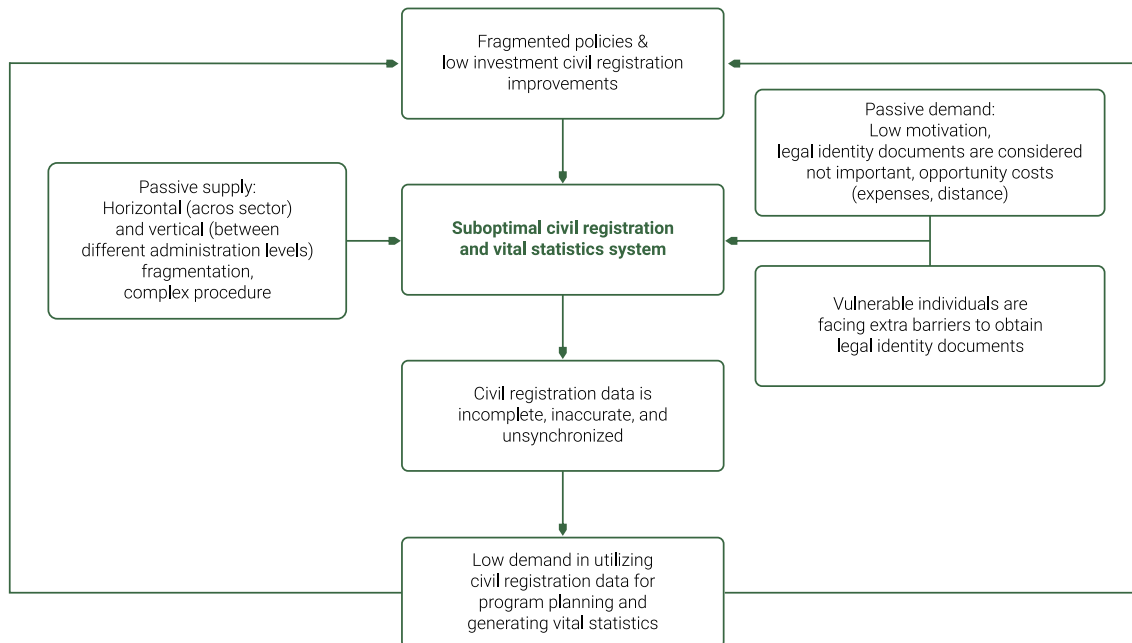 Fragmented policies &
low investment civil registration
improvements
Passive demand:
Low motivation,
legal identity documents are considered
not important, opportunity costs
(expenses, distance)
Passive supply:
Horizontal (acros sector)
and vertical (between
different administration levels)
fragmentation,
complex procedure
Suboptimal civil registration
and vital statistics system
Vulnerable individuals are
facing extra barriers to obtain
legal identity documents
Civil registration data is
incomplete, inaccurate, and
unsynchronized
Low demand in utilizing
civil registration data for
program planning and
generating vital statistics